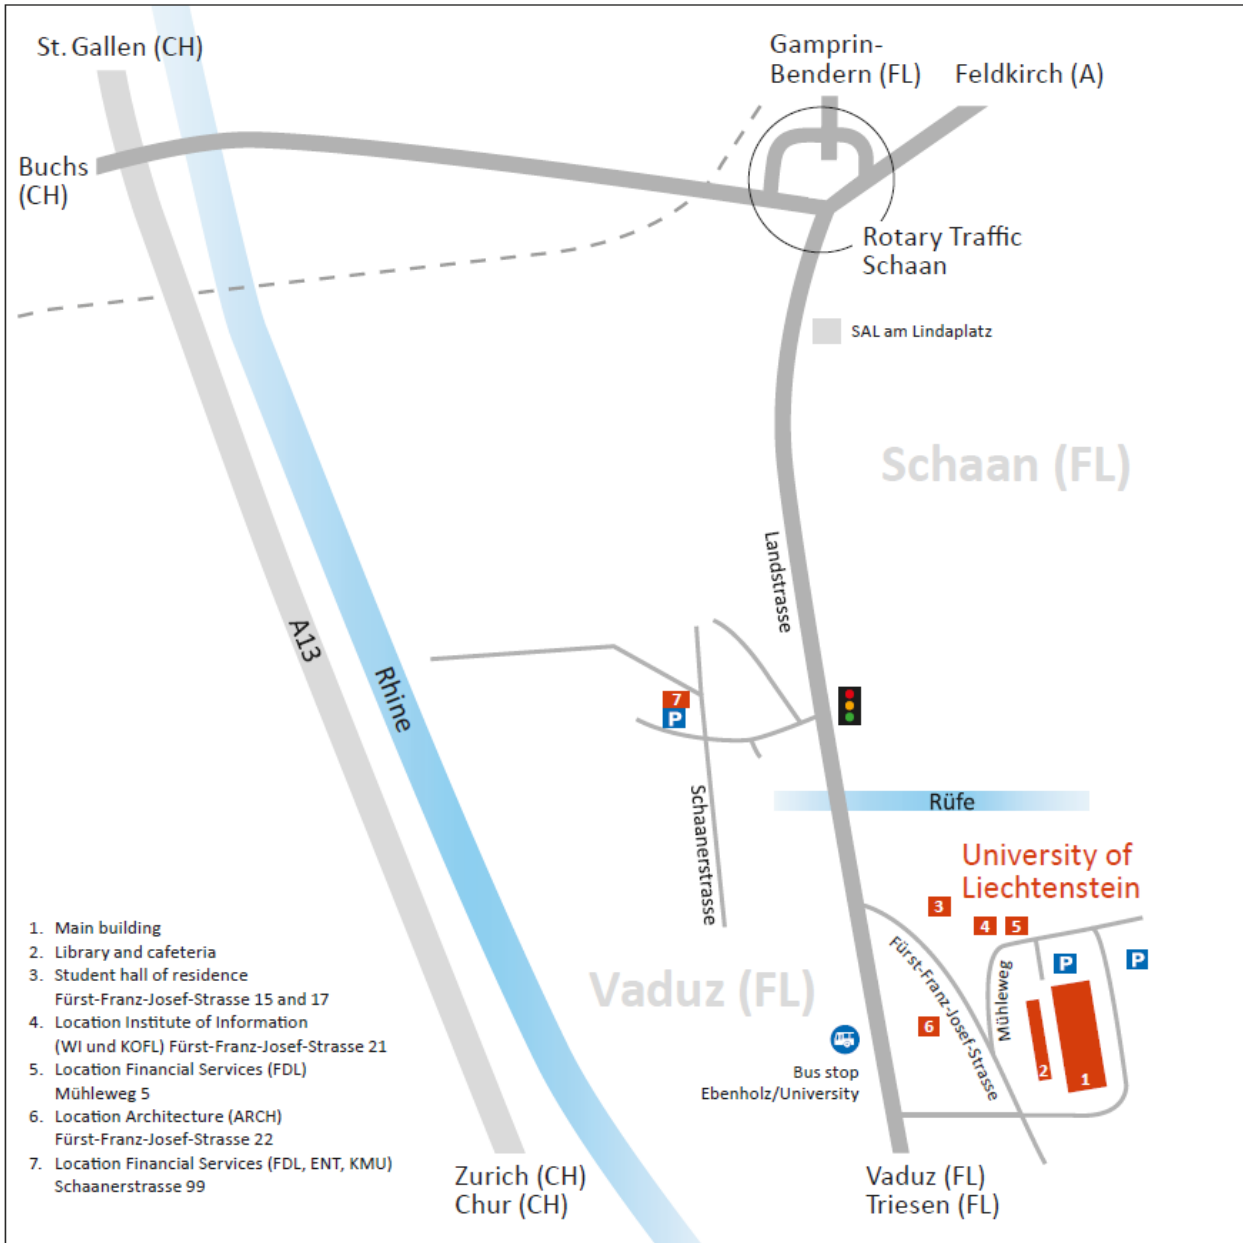 St. Gallen (CH)
Gamprin-
Bendern (FL)
Feldkirch (A)
Buchs
(CH)
Rotary Traffic
Schaan
SAL am Lindaplatz
Schaan (FL)
Landstrasse
A13
Rhine
7
P
Schaanerstrasse
Rüfe
University of
Liechtenstein
3
4
5
P
P
Fürst-Franz-Josef-Strasse
Mühleweg
6
2
1
Vaduz (FL)
Bus stop
Ebenholz/University
1. Main building
2. Library and cafeteria
3. Student hall of residence
Fürst-Franz-Josef-Strasse 15 and 17
4. Location Institute of Information
(WI und KOFL) Fürst-Franz-Josef-Strasse 21
5. Location Financial Services (FDL)
Mühleweg 5
6. Location Architecture (ARCH)
Fürst-Franz-Josef-Strasse 22
7. Location Financial Services (FDL, ENT, KMU)
Schaanerstrasse 99
Zurich (CH)
Chur (CH)
Vaduz (FL)
Triesen (FL)